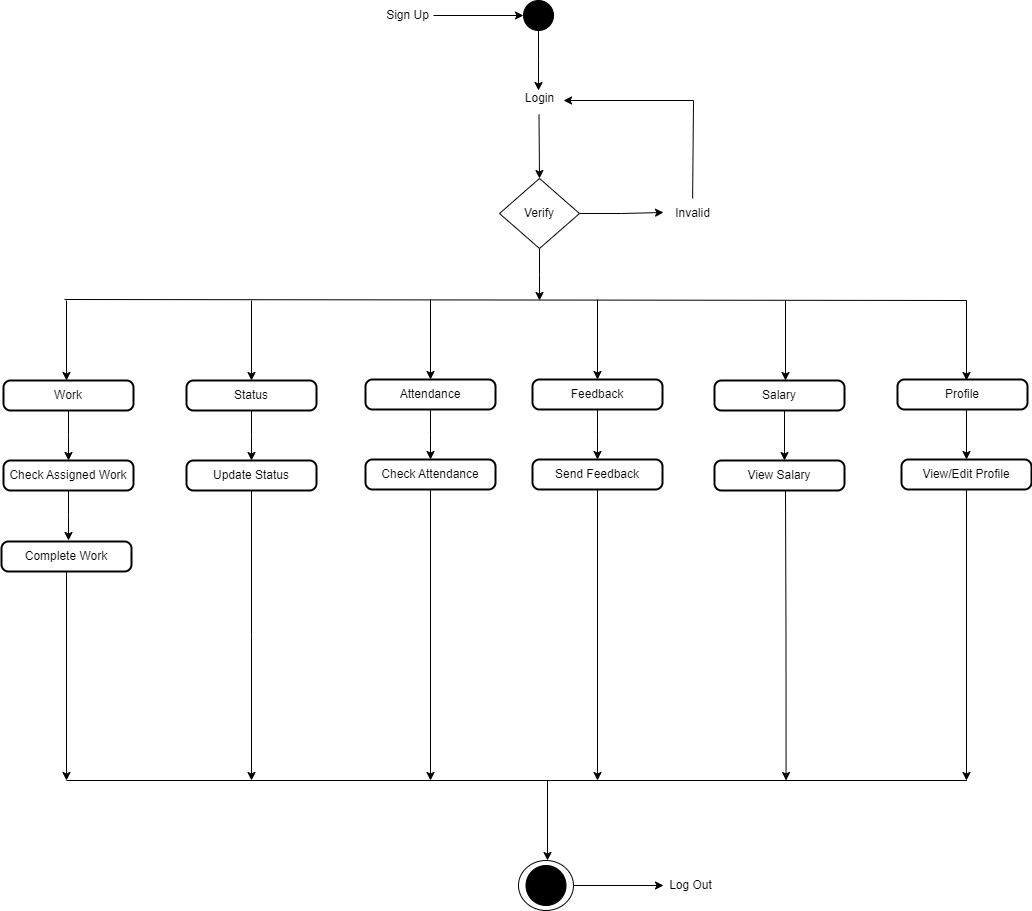 Sign Up
Login
Verify
Invalid
Work
Status
Attendance
Feedback
Salary
Profile
Check Assigned Work
Update Status
Check Attendance
Send Feedback
View Salary
View/Edit Profile
Complete Work
Log Out